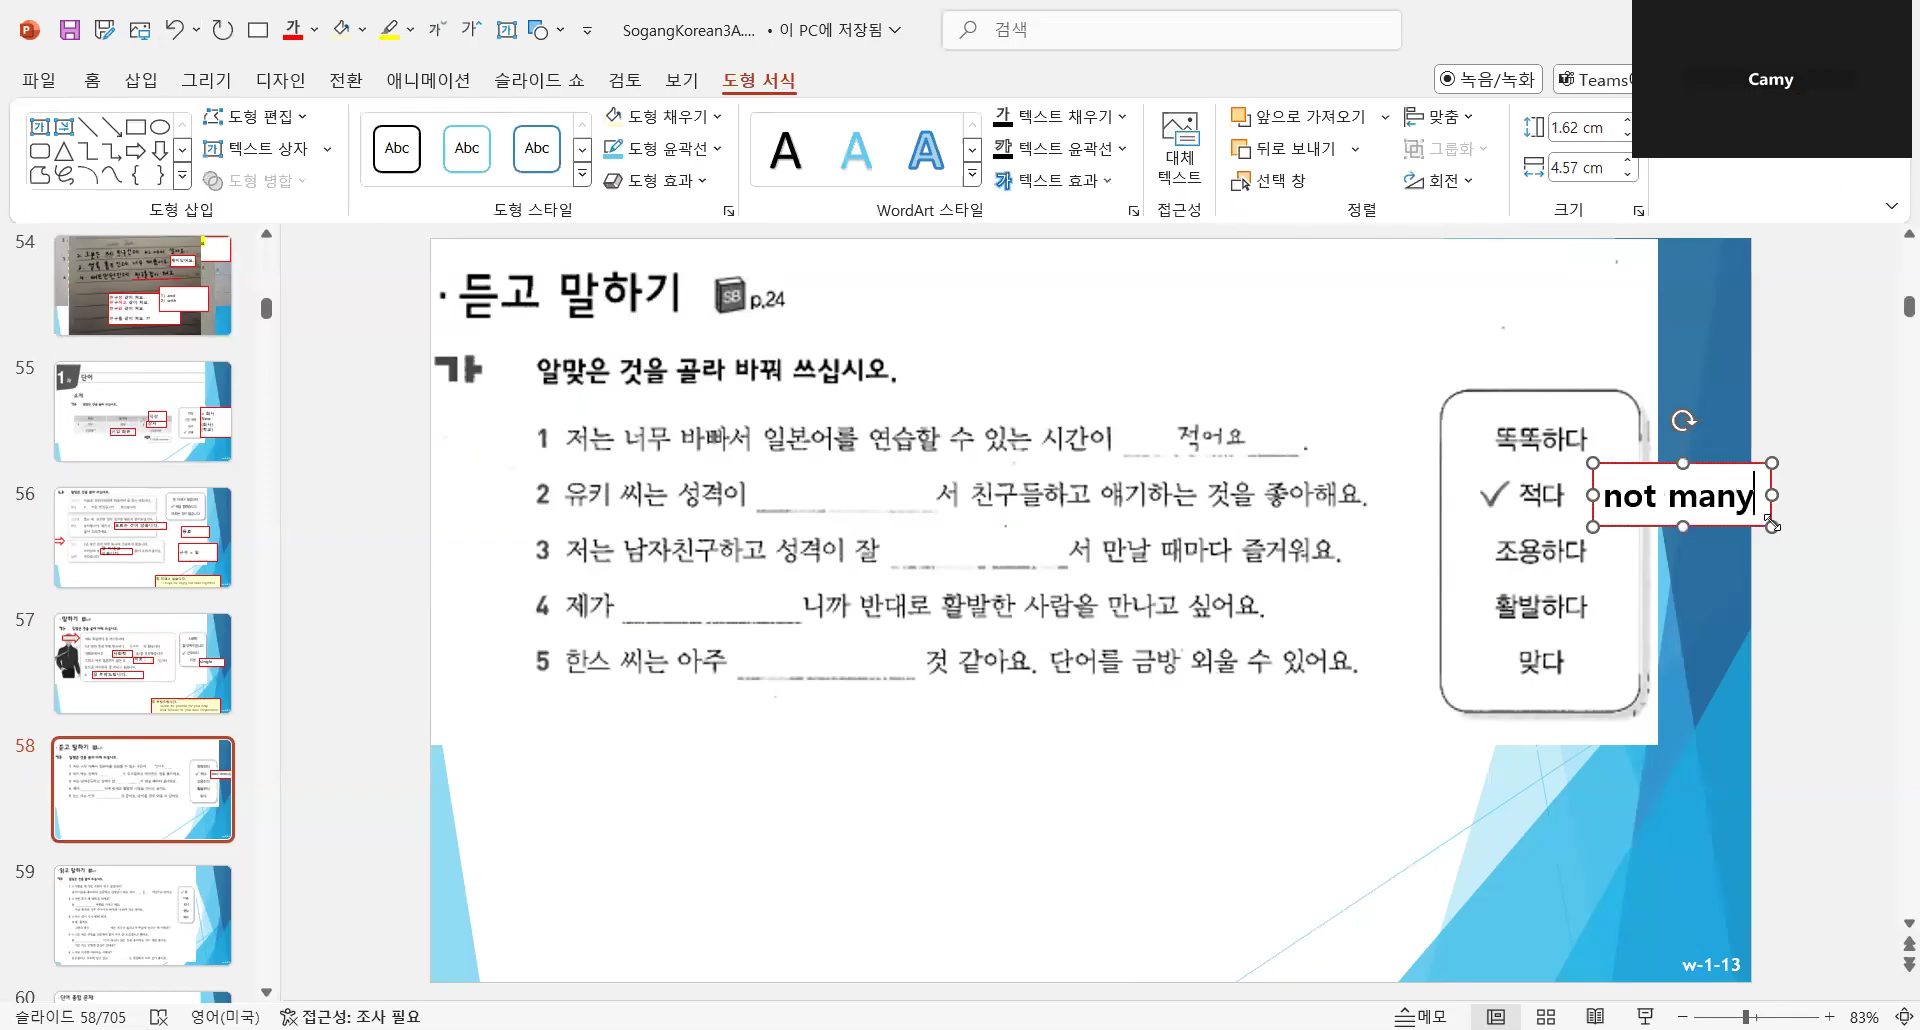 SogangKorean3A.... • 이 PC에 저장됨
검색
파일 홈 삽입 그리기 디자인 전환 애니메이션 슬라이드 쇼 검토 보기 도형 서식
녹음/녹화 Teams
Camy
도형 편집
텍스트 상자
도형 병합
도형 삽입
Abc Abc Abc
도형 채우기
도형 윤곽선
도형 효과
도형 스타일
A A A
텍스트 채우기
텍스트 윤곽선
텍스트 효과
WordArt 스타일
대체
텍스트
접근성
앞으로 가져오기
뒤로 보내기
선택 창
맞춤
그룹화
회전
정렬
1.62 cm
4.57 cm
크기
54
55
56
57
58
59
60
· 듣고 말하기 SB p.24
가 알맞은 것을 골라 바꿔 쓰십시오.
1 저는 너무 바빠서 일본어를 연습할 수 있는 시간이 적어요 .
2 유키 씨는 성격이 서 친구들하고 얘기하는 것을 좋아해요.
3 저는 남자친구하고 성격이 잘 서 만날 때마다 즐거워요.
4 제가 니까 반대로 활발한 사람을 만나고 싶어요.
5 한스 씨는 아주 것 같아요. 단어를 금방 외울 수 있어요.
똑똑하다
✓ 적다
not many
조용하다
활발하다
맞다
w-1-13
슬라이드 58/705 영어(미국) 접근성: 조사 필요
메모 83%